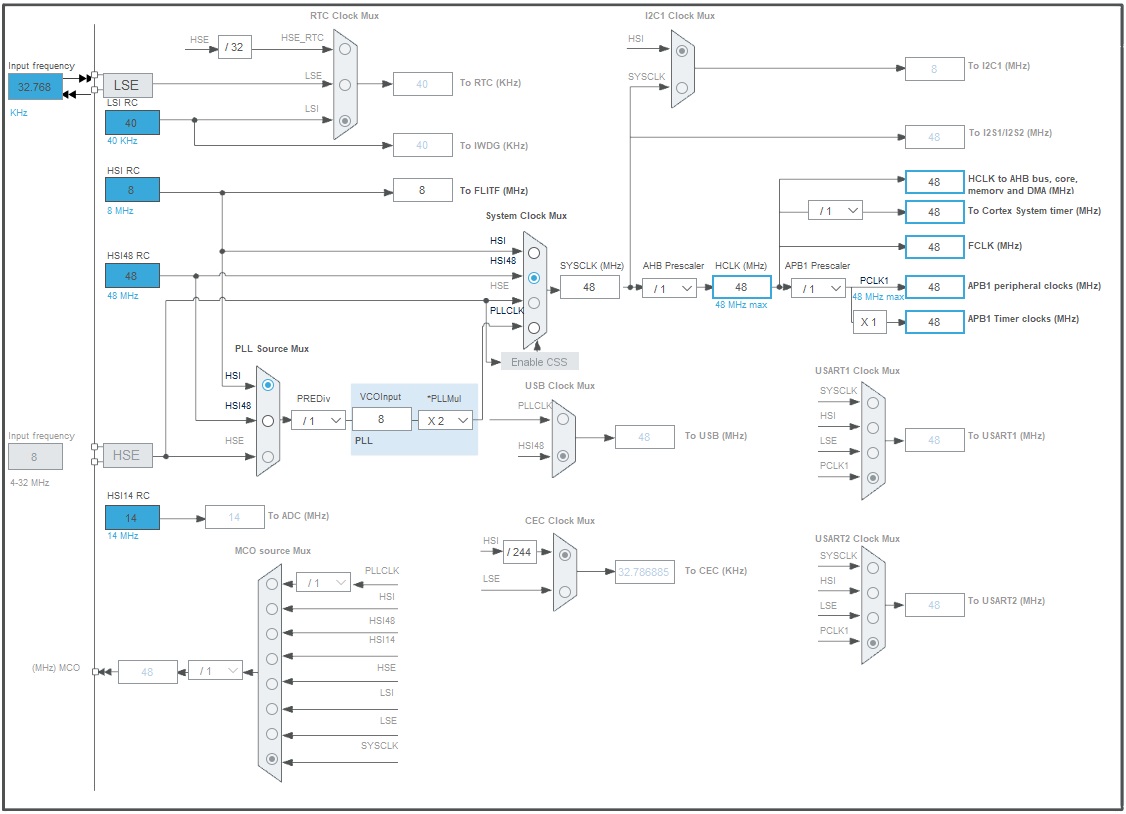 RTC Clock Mux
I2C1 Clock Mux
HSE
/ 32
HSE_RTC
HSI
Input frequency
32.768
KHz
LSE
LSE
40
To RTC (KHz)
SYSCLK
8
To I2C1 (MHz)
LSI RC
40
40 KHz
LSI
40
To IWDG (KHz)
48
To I2S1/I2S2 (MHz)
HSI RC
8
8 MHz
8
To FLITF (MHz)
48
HCLK to AHB bus, core,
memory and DMA (MHz)
/ 1
48
To Cortex System timer (MHz)
System Clock Mux
HSI
48
FCLK (MHz)
HSI48 RC
48
48 MHz
HSI48
HSE
PLLCLK
SYSCLK (MHz)
48
AHB Prescaler
/ 1
HCLK (MHz)
48
48 MHz max
APB1 Prescaler
/ 1
PCLK1
48 MHz max
48
APB1 peripheral clocks (MHz)
X 1
48
APB1 Timer clocks (MHz)
Enable CSS
PLL Source Mux
HSI
HSI48
HSE
PREDiv
/ 1
VCOInput
8
*PLLMul
X 2
PLL
USB Clock Mux
PLLCLK
HSI48
48
To USB (MHz)
USART1 Clock Mux
SYSCLK
HSI
LSE
PCLK1
48
To USART1 (MHz)
Input frequency
8
4-32 MHz
HSE
HSI14 RC
14
14 MHz
14
To ADC (MHz)
CEC Clock Mux
HSI
/ 244
LSE
32.786885
To CEC (KHz)
USART2 Clock Mux
SYSCLK
HSI
LSE
PCLK1
48
To USART2 (MHz)
MCO source Mux
/ 1
PLLCLK
HSI
HSI48
HSI14
HSE
LSI
LSE
SYSCLK
(MHz) MCO
48
/ 1